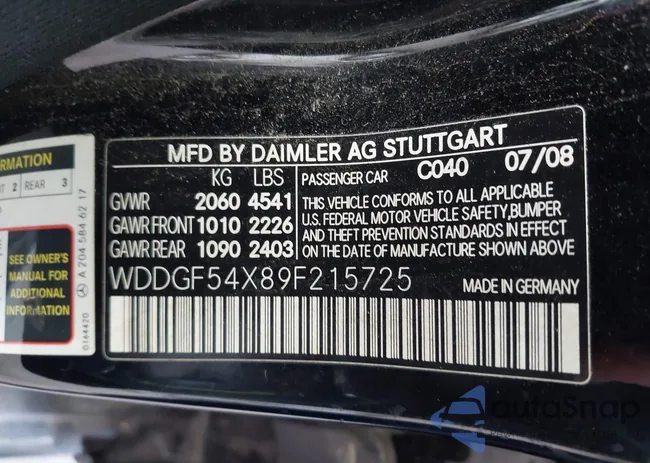 MFD BY DAIMLER AG STUTTGART
KG LBS
GVWR 2060 4541
GAWR FRONT 1010 2226
GAWR REAR 1090 2403
PASSENGER CAR C040 07/08
THIS VEHICLE CONFORMS TO ALL APPLICABLE
U.S. FEDERAL MOTOR VEHICLE SAFETY,BUMPER
AND THEFT PREVENTION STANDARDS IN EFFECT
ON THE DATE OF MANUFACTURE SHOWN ABOVE
WDDGF54X89F215725
MADE IN GERMANY
ORMATION
2 REAR 3
SEE OWNER'S
MANUAL FOR
ADDITIONAL
INFORMATION
A 204 584 62 17
0164420
autoSnap